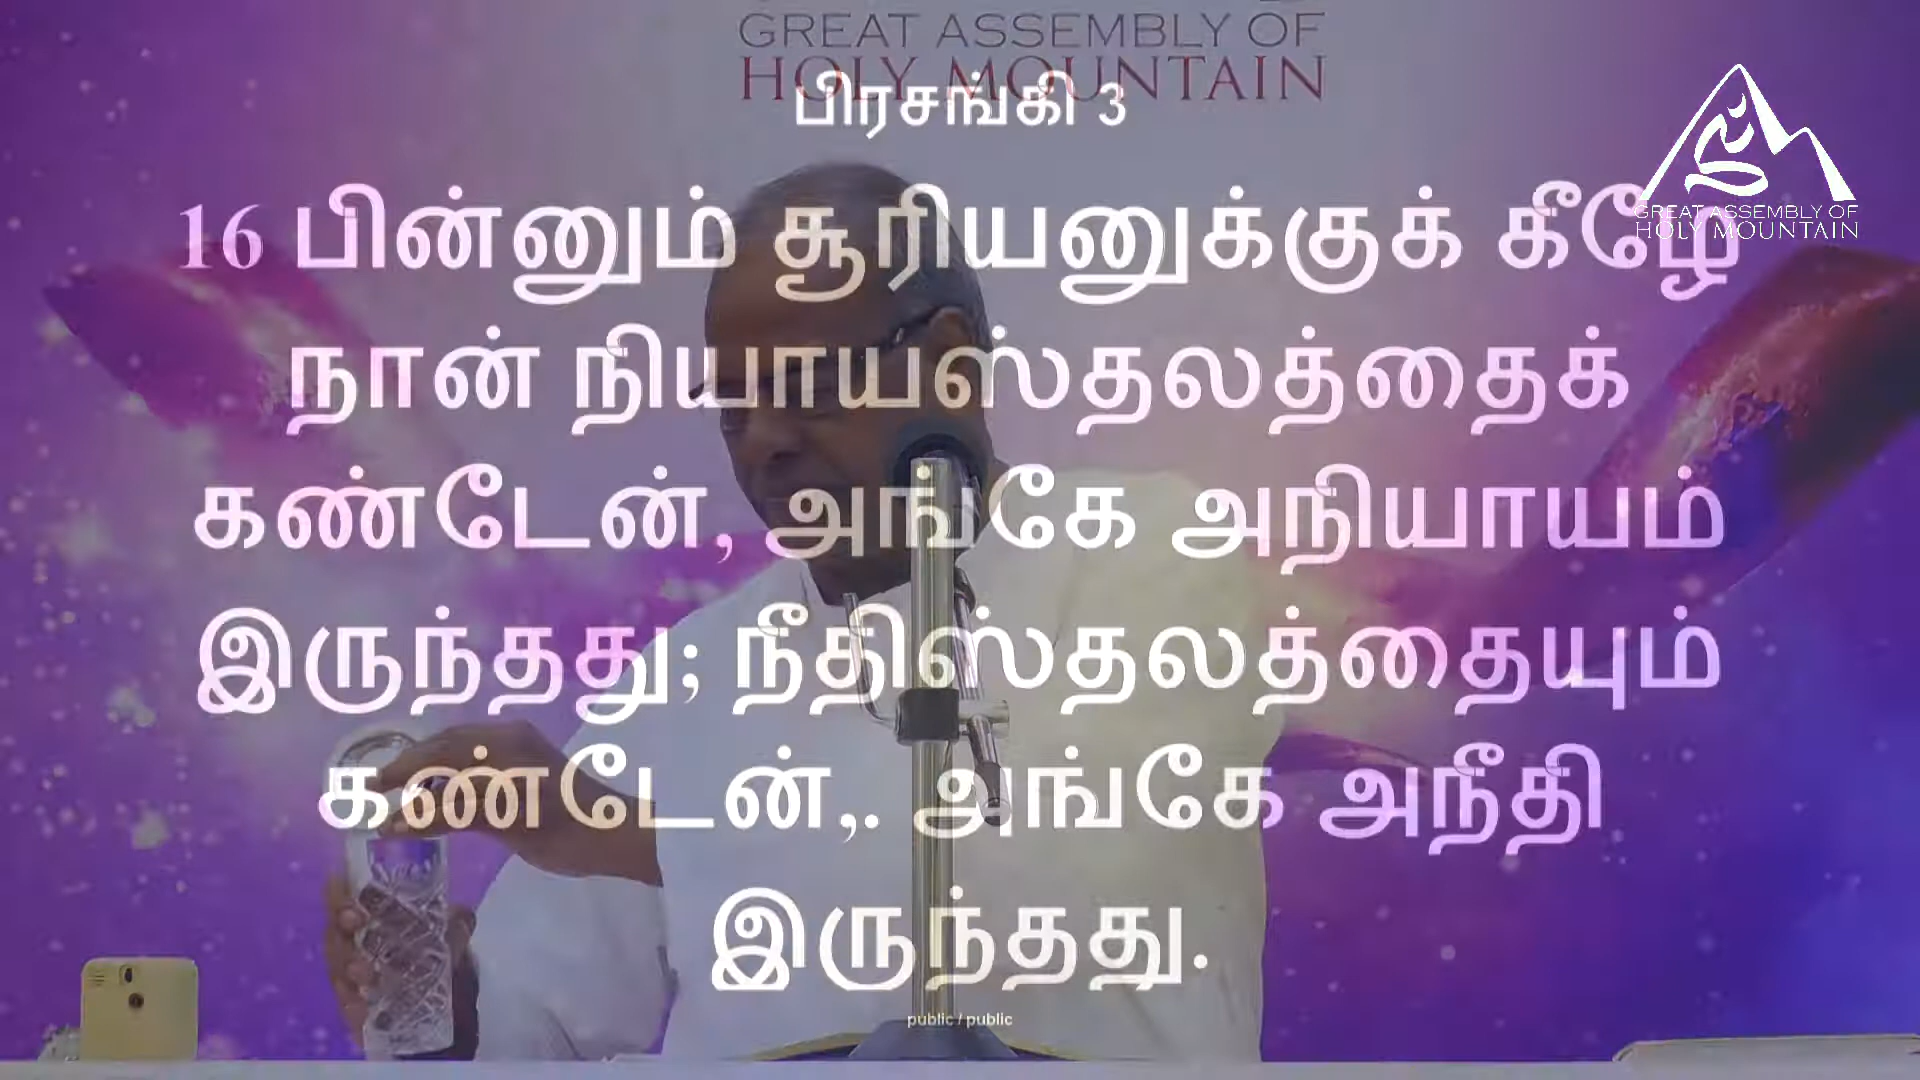 GREAT ASSEMBLY OF
HOLY MOUNTAIN
பிரசங்கி 3
GREAT ASSEMBLY OF
HOLY MOUNTAIN
16 பின்னும் சூரியனுக்குக் கீழே
நான் நியாயஸ்தலத்தைக்
கண்டேன், அங்கே அநியாயம்
இருந்தது; நீதிஸ்தலத்தையும்
கண்டேன்,. அங்கே அநீதி
இருந்தது.
public / public